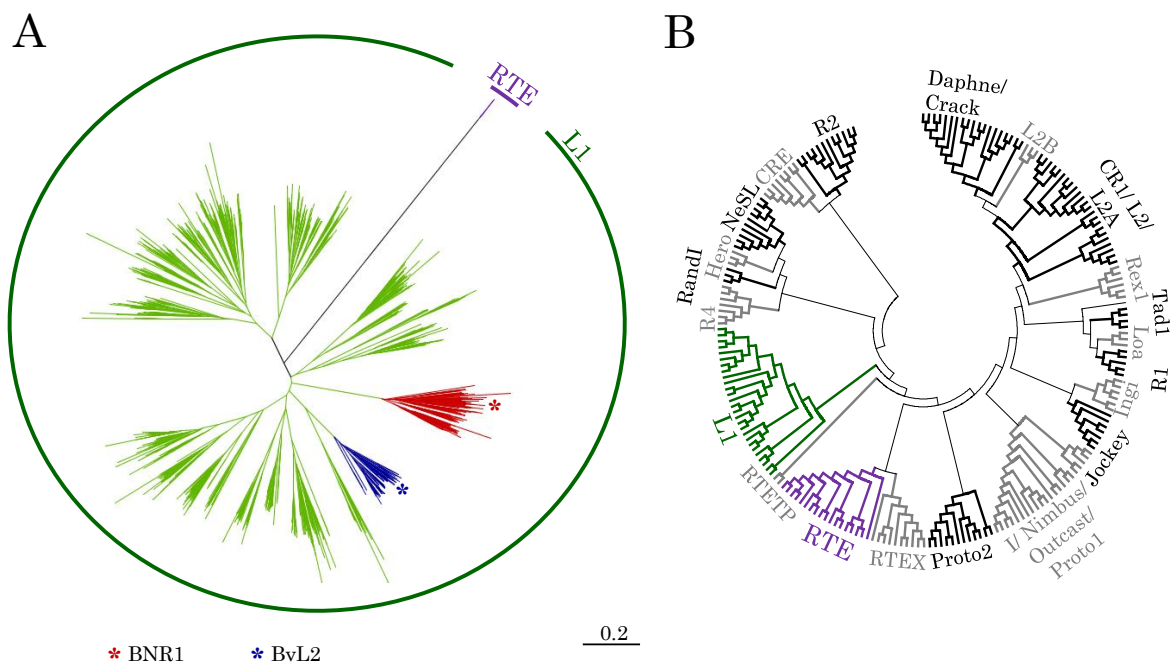 A
RTE
L1
* BNR1
* BvL2
0.2
B
Daphne/
Crack
L2B
CR1/ L2/
L2A
Rex1
Tad1
Loa
R1
Ingi
Jockey
I/ Nimbus/
Outcast/
Proto1
Proto2
RTEX
RTE
RTETP
L1
R4
RandI
Hero
NeSL
CRE
R2